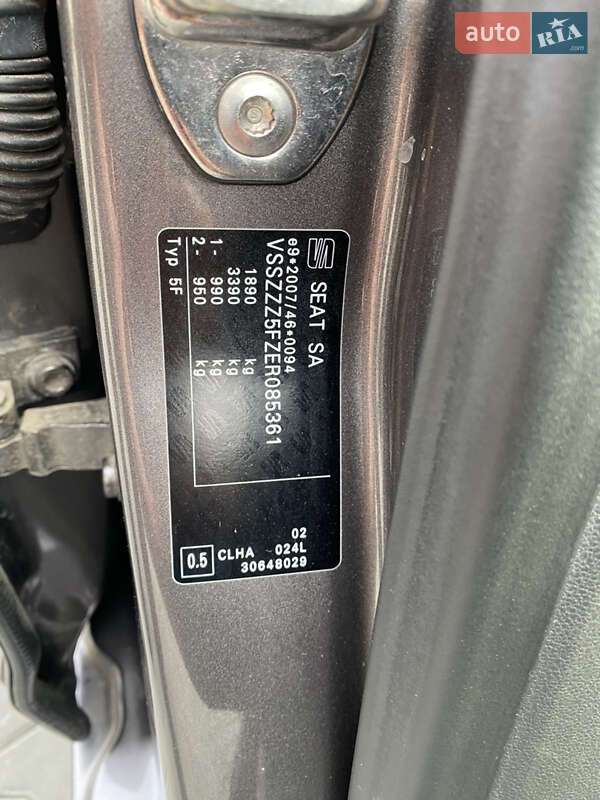 auto RIA.com
SEAT SA
e9*2007/46*0094
VSSZZZ5FZER085361
1890 kg
3390 kg
1- 990 kg
2- 950 kg
Typ 5F
02
0.5 CLHA 024L
30648029